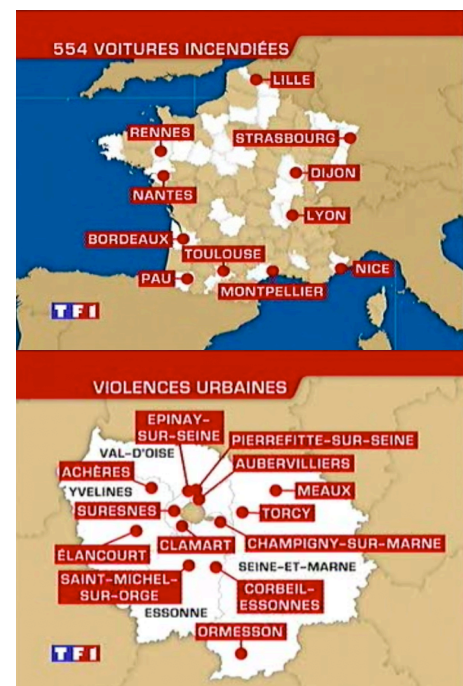 554 VOITURES INCENDIÉES
LILLE
RENNES
STRASBOURG
DIJON
NANTES
LYON
BORDEAUX
TOULOUSE
PAU
NICE
MONTPELLIER
TF1
VIOLENCES URBAINES
EPINAY-
SUR-SEINE
PIERREFITTE-SUR-SEINE
VAL-D'OISE
AUBERVILLIERS
ACHÈRES
YVELINES
MEAUX
SURESNES
TORCY
CLAMART
CHAMPIGNY-SUR-MARNE
ÉLANCOURT
SEINE-ET-MARNE
SAINT-MICHEL-
SUR-ORGE
CORBEIL-
ESSONNES
ESSONNE
ORMESSON
TF1